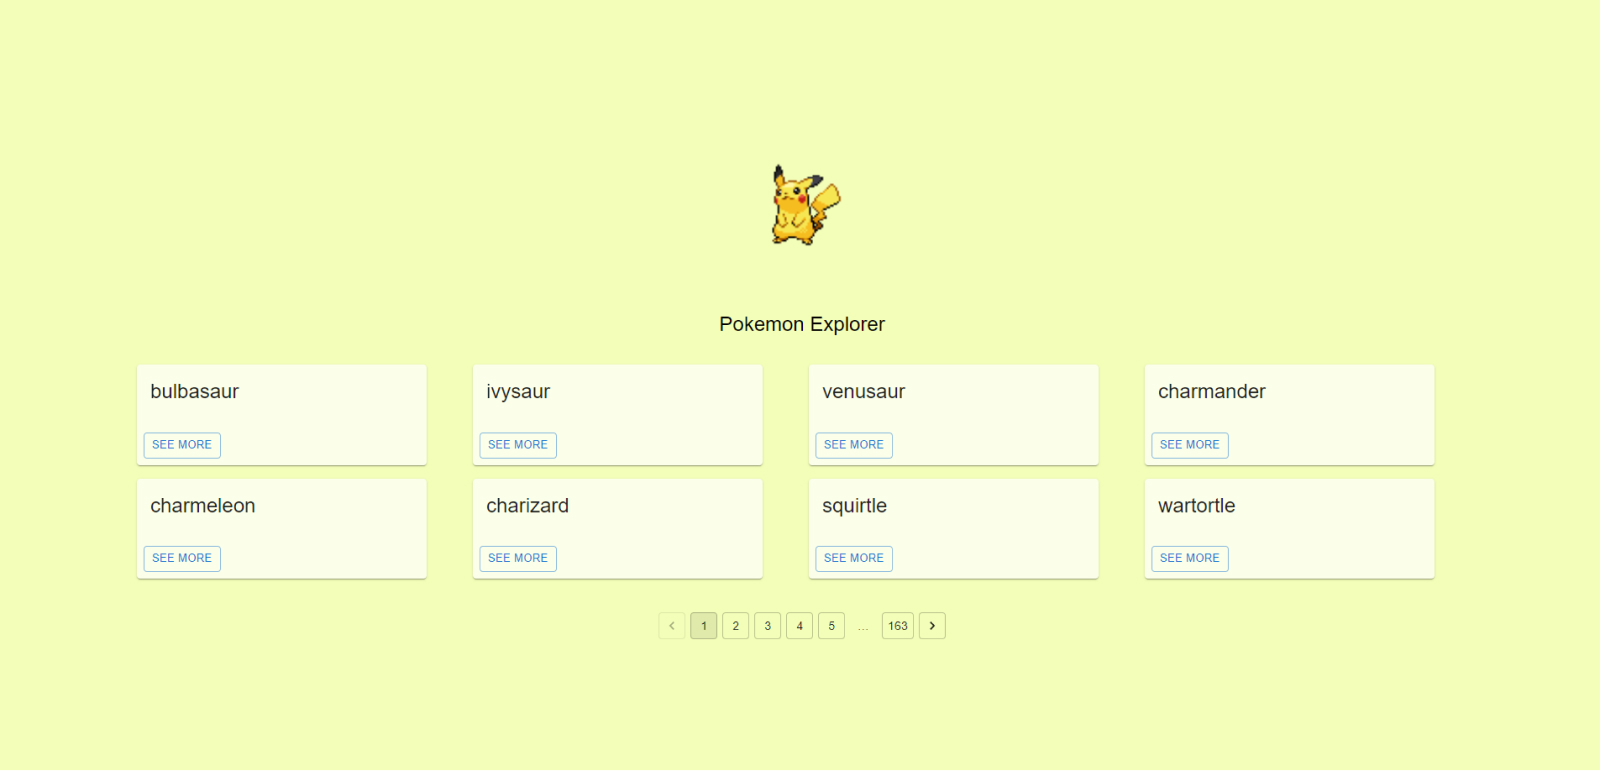 Pokemon Explorer
bulbasaur
ivysaur
venusaur
charmander
SEE MORE
SEE MORE
SEE MORE
SEE MORE
charmeleon
charizard
squirtle
wartortle
SEE MORE
SEE MORE
SEE MORE
SEE MORE
1 2 3 4 5 ... 163